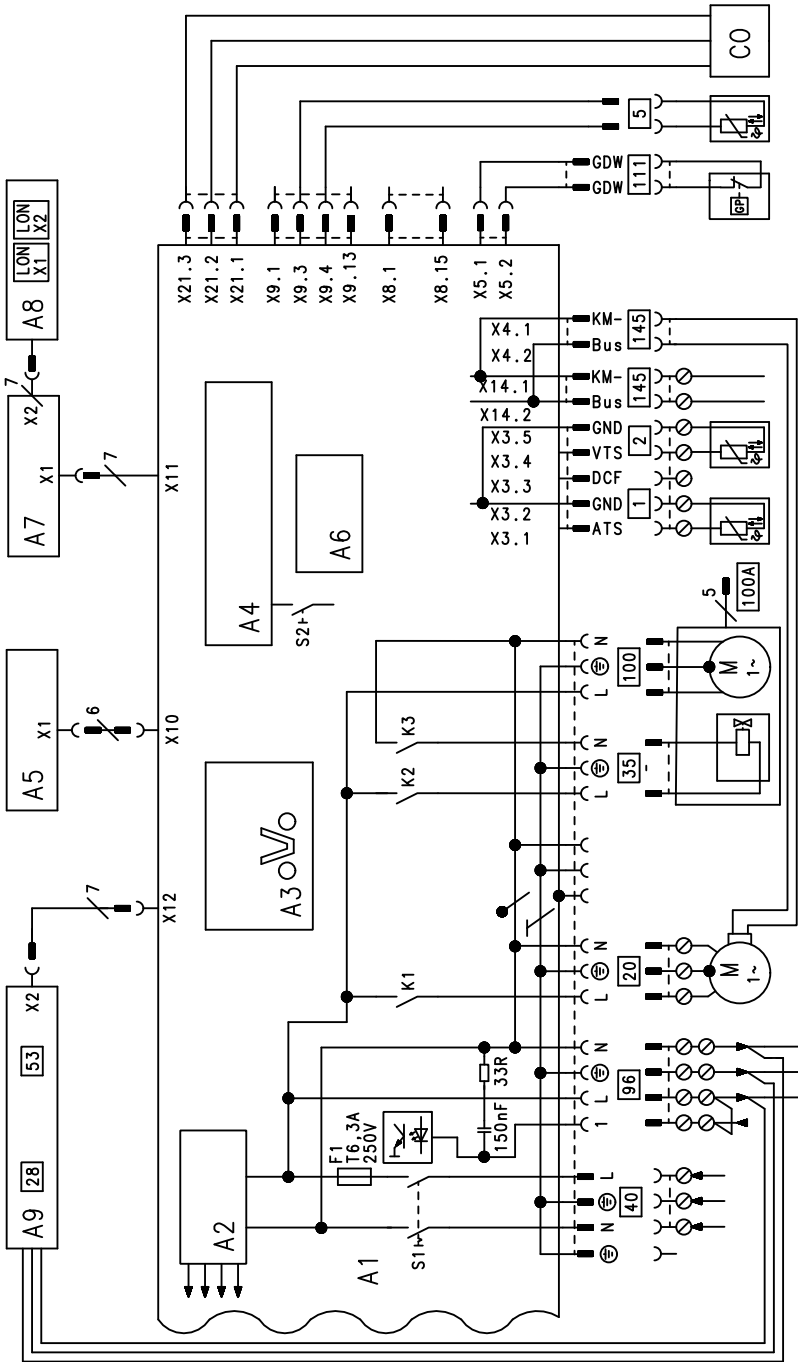 CO
5
GDW
GDW
111
GP
LON
X2
LON
X1
A8
7
X2
X1
A7
7
X11
X21.3
X21.2
X21.1
X9.1
X9.3
X9.4
X9.13
X8.1
X8.15
X5.1
X5.2
X4.1
X4.2
X14.1
X14.2
X3.5
X3.4
X3.3
X3.2
X3.1
KM-
Bus
145
KM-
Bus
145
GND
VTS
2
DCF
GND
1
ATS
A4
A6
S2
X1
A5
6
X10
K3
K2
N
L
100
5
100A
M
1~
N
L
35
A3
7
X12
X2
53
28
A9
K1
N
L
20
M
1~
33R
150nF
N
L
1
96
F1
T6,3A
250V
A2
A1
S1
L
N
40